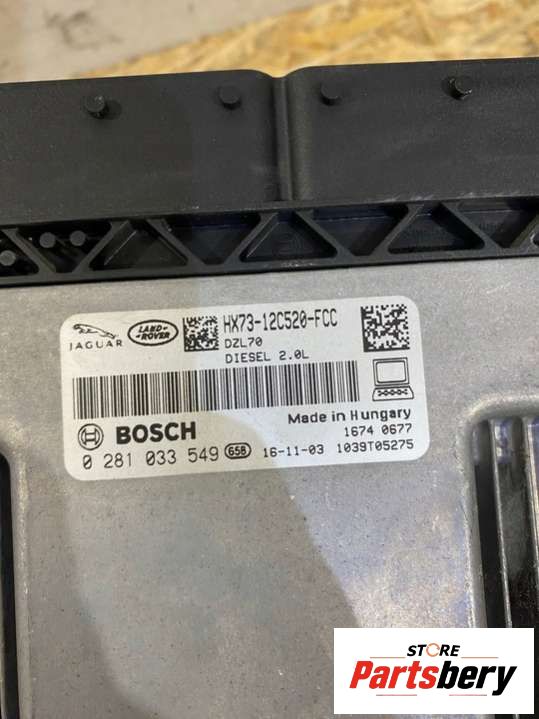 HX73-12C520-FCC
DZL70
DIESEL 2.0L
JAGUAR
LAND-
ROVER
Made in Hungary
BOSCH
1674 0677
0 281 033 549 G5B 16-11-03 1039T05275
STORE
Partsbery